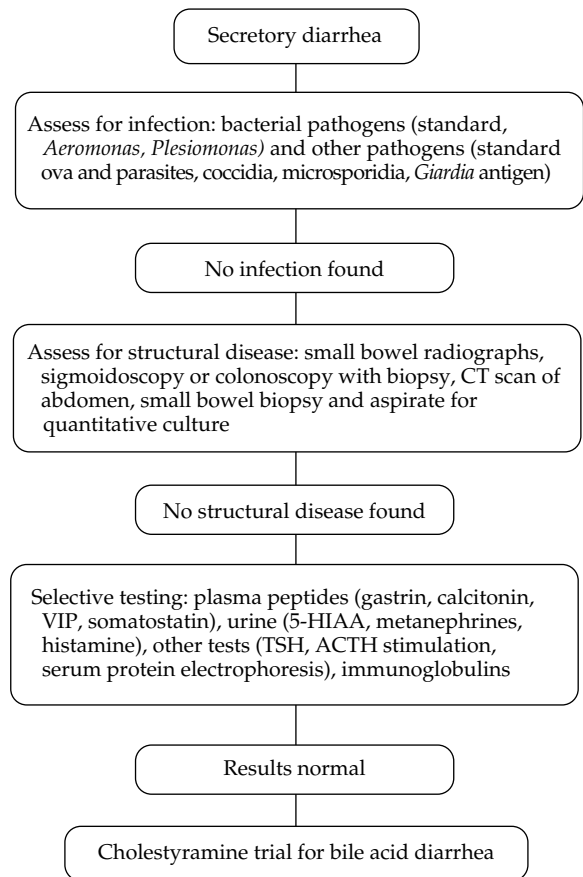 Secretory diarrhea
Assess for infection: bacterial pathogens (standard,
Aeromonas, Plesiomonas) and other pathogens (standard
ova and parasites, coccidia, microsporidia, Giardia antigen)
No infection found
Assess for structural disease: small bowel radiographs,
sigmoidoscopy or colonoscopy with biopsy, CT scan of
abdomen, small bowel biopsy and aspirate for
quantitative culture
No structural disease found
Selective testing: plasma peptides (gastrin, calcitonin,
VIP, somatostatin), urine (5-HIAA, metanephrines,
histamine), other tests (TSH, ACTH stimulation,
serum protein electrophoresis), immunoglobulins
Results normal
Cholestyramine trial for bile acid diarrhea